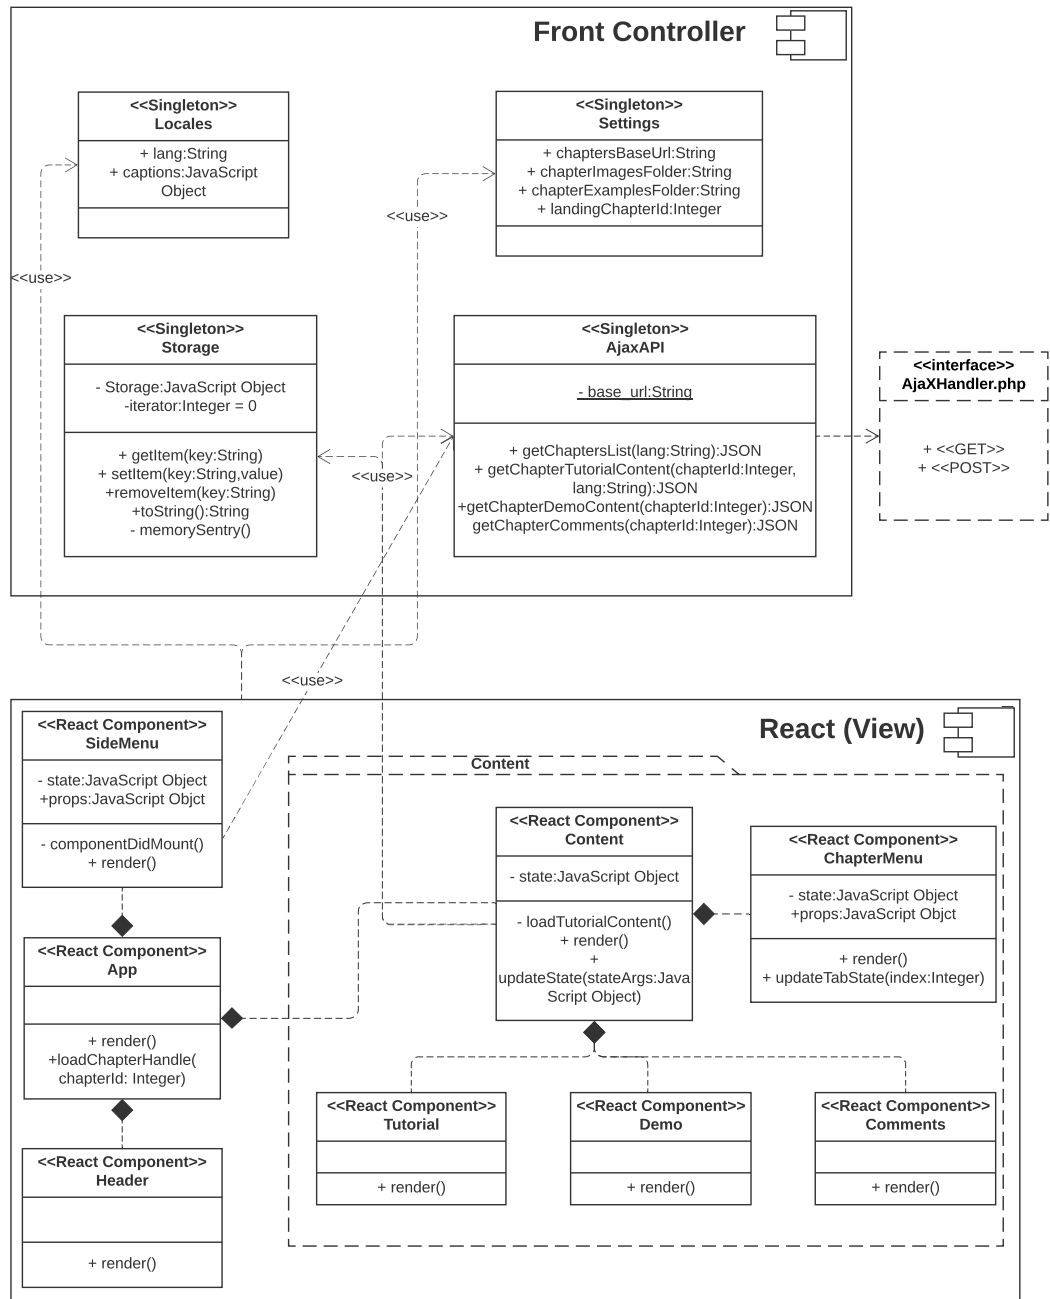 Front Controller
<<Singleton>>
Locales
+ lang:String
+ captions:JavaScript
Object
<<Singleton>>
Settings
+ chaptersBaseUrl:String
+ chapterImagesFolder:String
+ chapterExamplesFolder:String
+ landingChapterId:Integer
<<use>>
<<use>>
<<Singleton>>
Storage
- Storage:JavaScript Object
-iterator:Integer = 0
+ getItem(key:String)
+ setItem(key:String,value)
+removeItem(key:String)
+toString():String
- memorySentry()
<<use>>
<<Singleton>>
AjaxAPI
- base_url:String
+ getChaptersList(lang:String):JSON
+ getChapterTutorialContent(chapterId:Integer,
lang:String):JSON
+getChapterDemoContent(chapterId:Integer):JSON
getChapterComments(chapterId:Integer):JSON
<<interface>>
AjaXHandler.php
+ <<GET>>
+ <<POST>>
<<use>>
React (View)
<<React Component>>
SideMenu
- state:JavaScript Object
+props:JavaScript Objct
- componentDidMount()
+ render()
<<React Component>>
App
+ render()
+loadChapterHandle(
chapterId: Integer)
<<React Component>>
Header
+ render()
Content
<<React Component>>
Content
- state:JavaScript Object
- loadTutorialContent()
+ render()
+
updateState(stateArgs:Java
Script Object)
<<React Component>>
ChapterMenu
- state:JavaScript Object
+props:JavaScript Objct
+ render()
+ updateTabState(index:Integer)
<<React Component>>
Tutorial
+ render()
<<React Component>>
Demo
+ render()
<<React Component>>
Comments
+ render()